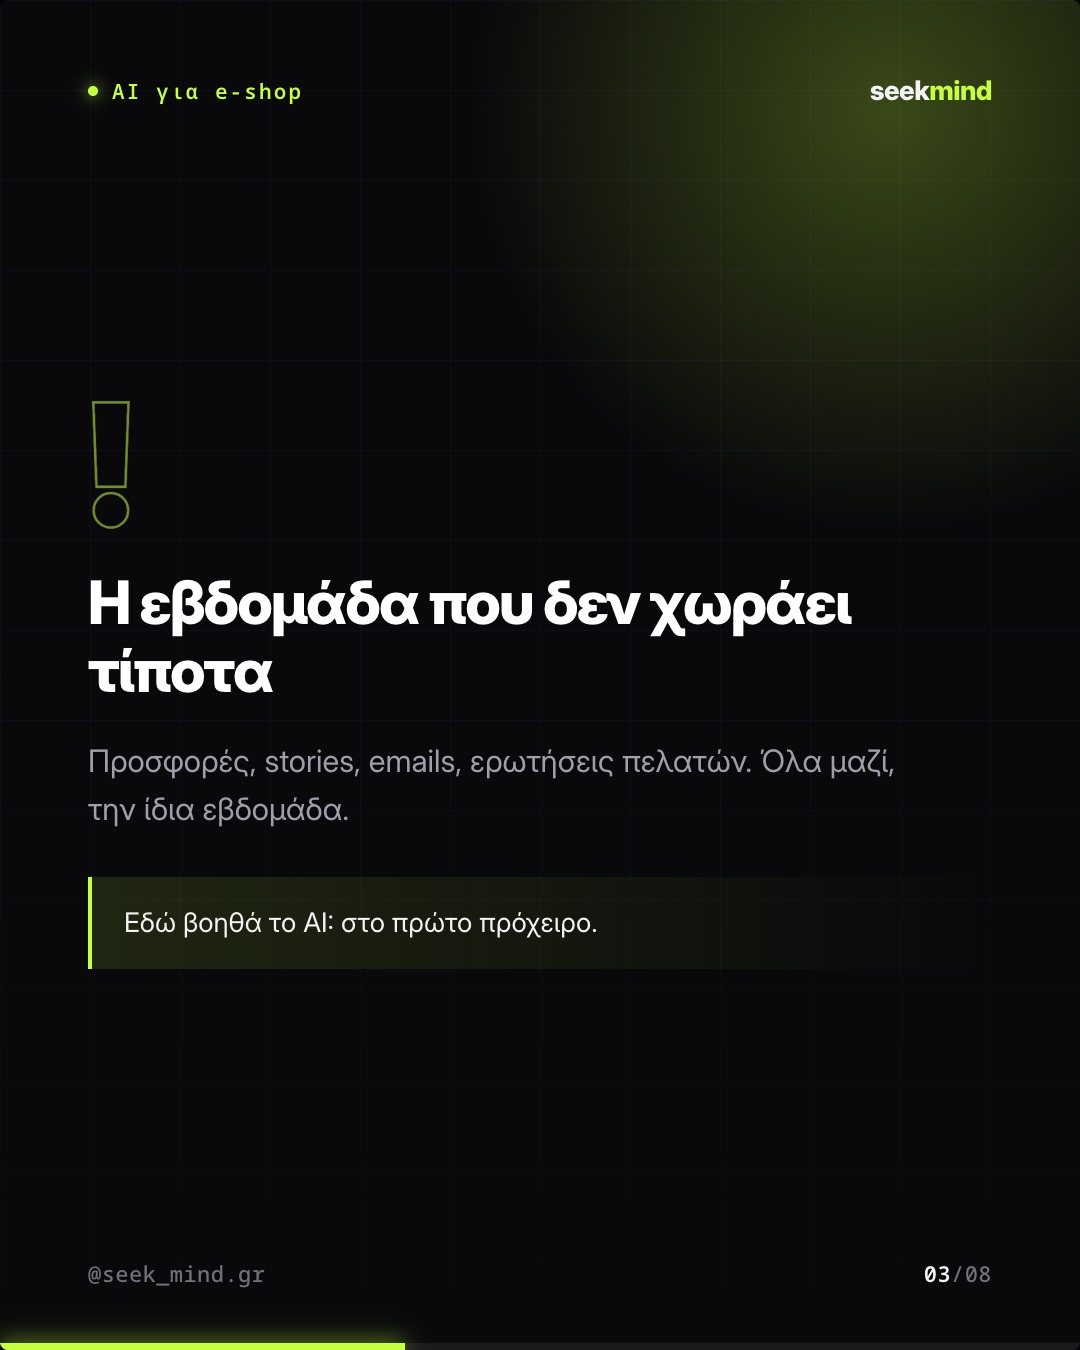 AI για e-shop
seekmind
!
Η εβδομάδα που δεν χωράει
τίποτα
Προσφορές, stories, emails, ερωτήσεις πελατών. Όλα μαζί,
την ίδια εβδομάδα.
Εδώ βοηθά το AI: στο πρώτο πρόχειρο.
@seek_mind.gr
03/08